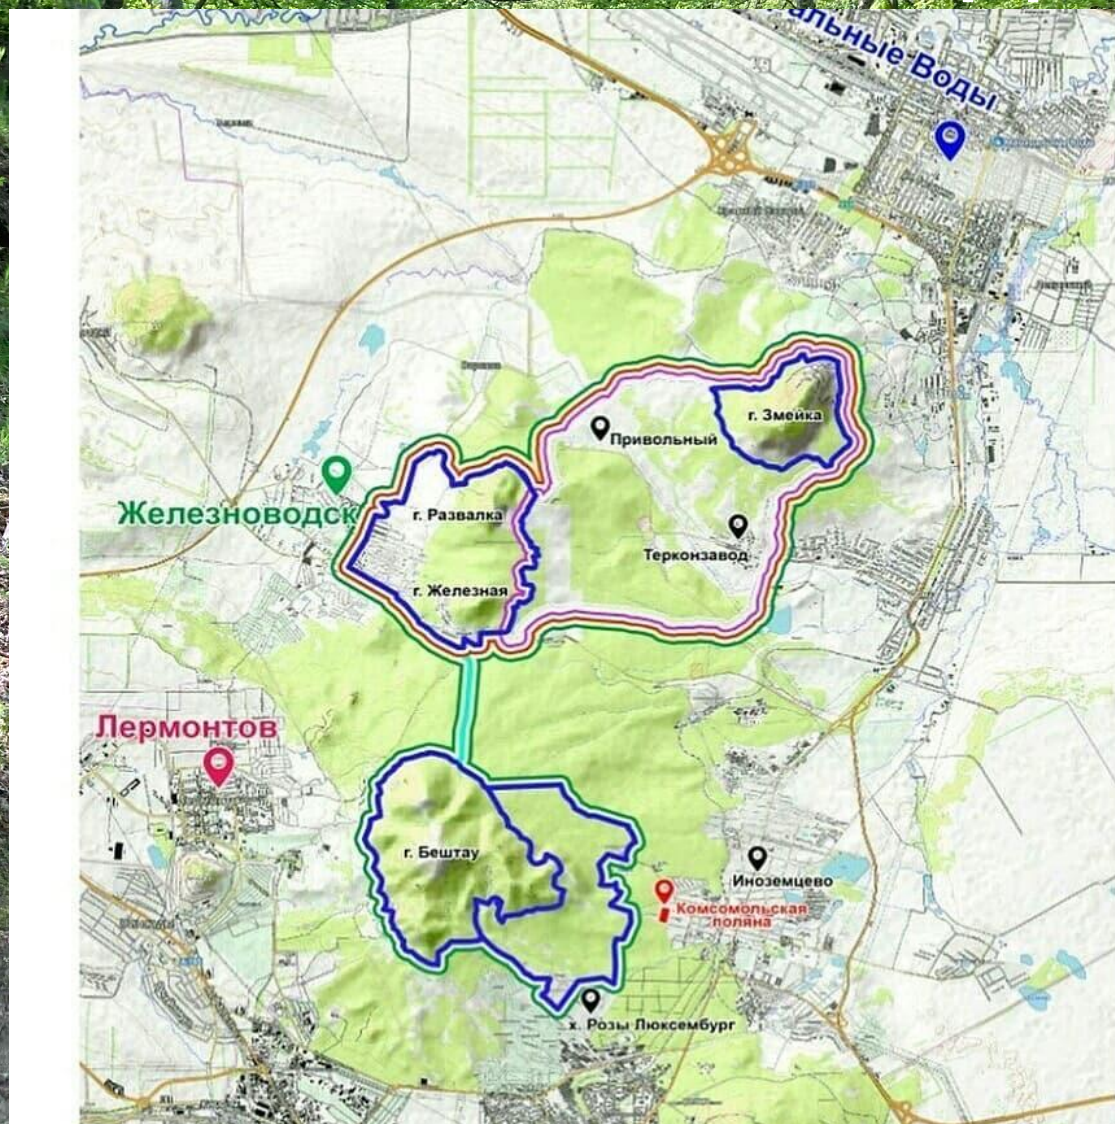 альные Воды
г. Змейка
Привольный
г. Развалка
Железноводск
Терконзавод
г. Железная
Лермонтов
г. Бештау
Иноземцево
Комсомольская
поляна
х. Розы Люксембург